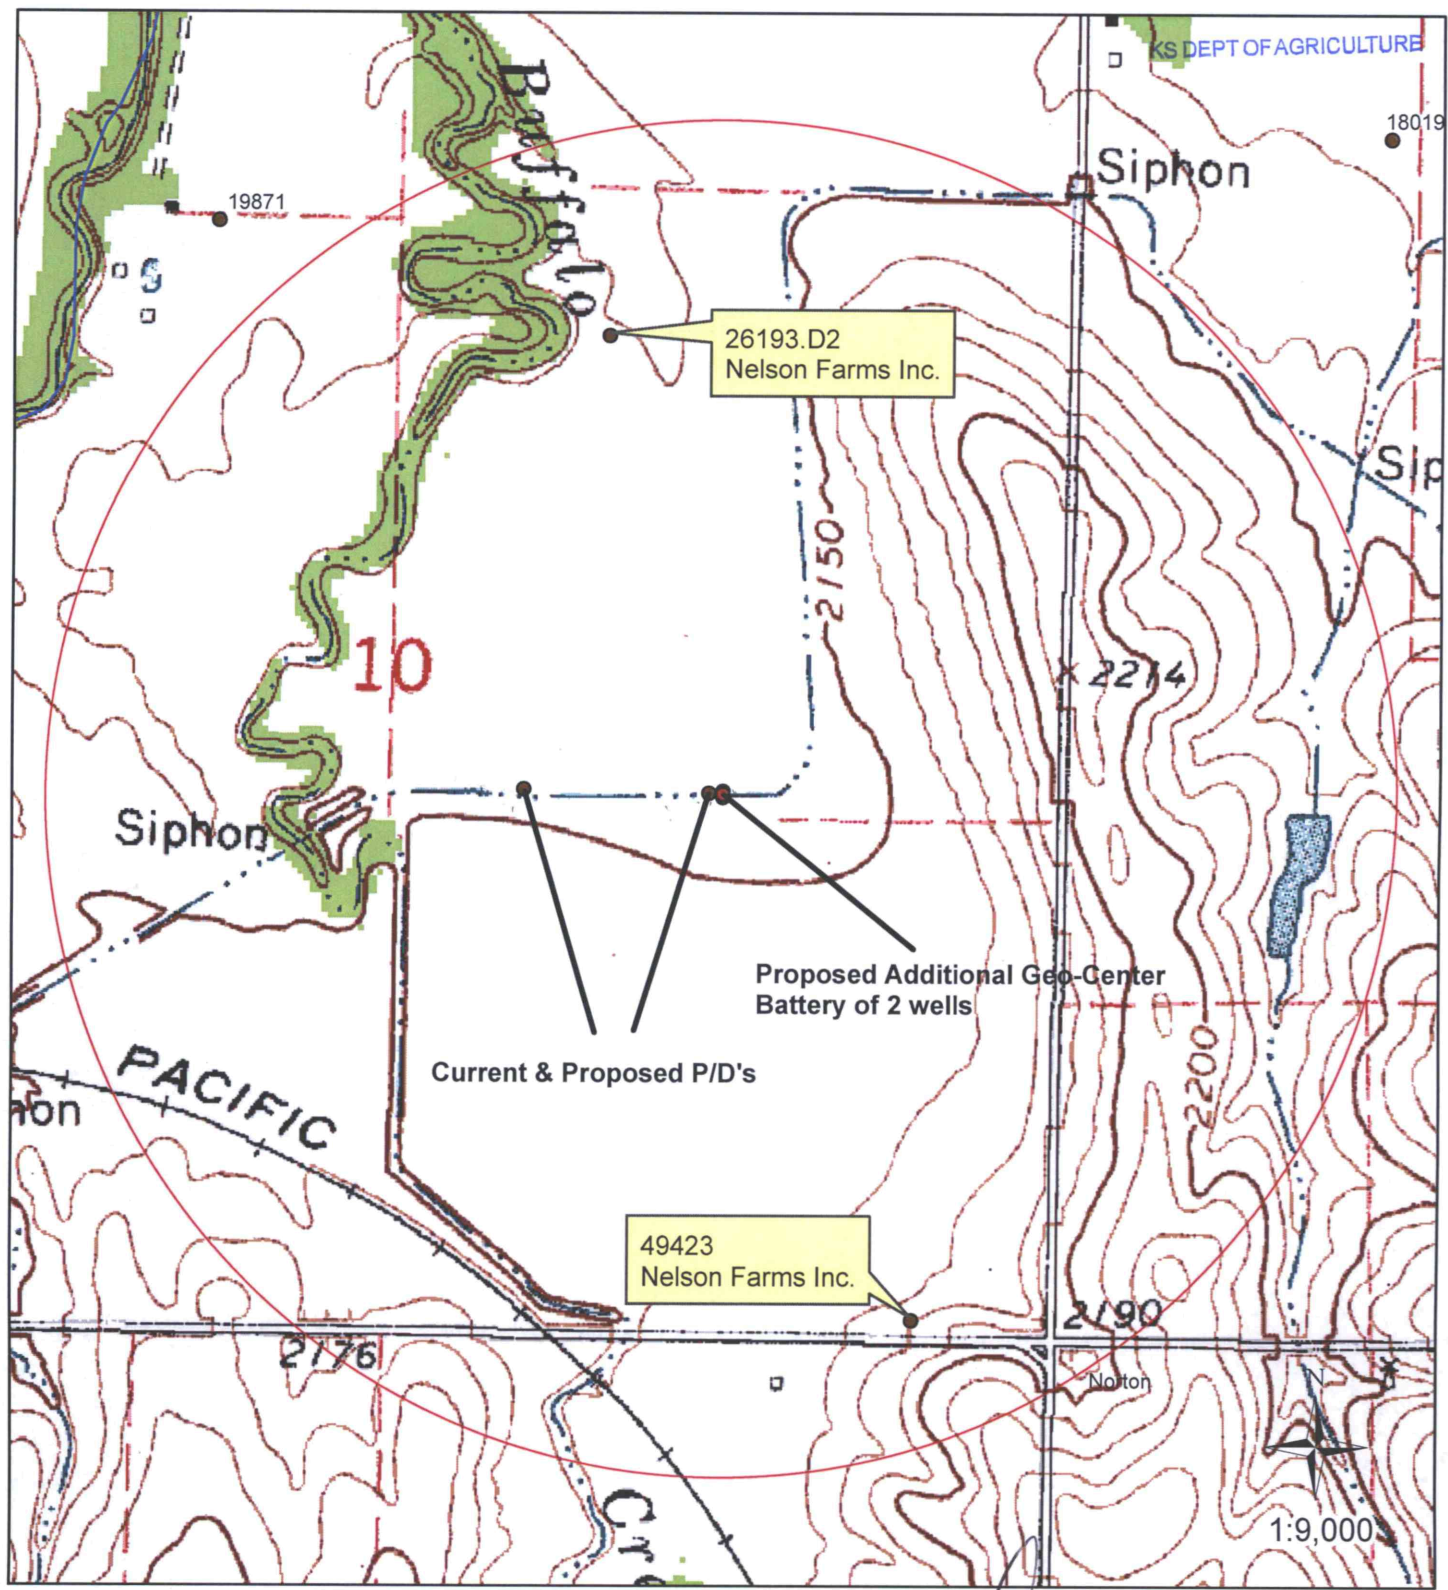 KS DEPT OF AGRICULTURE
Buffalo
18019
Siphon
19871
26193.D2
Nelson Farms Inc.
Sip
2150
10
2214
Siphon
Proposed Additional Geo-Center
Battery of 2 wells
Current & Proposed P/D's
2200
PACIFIC
hon
49423
Nelson Farms Inc.
2190
2176
Norton
N
Cre
1:9,000